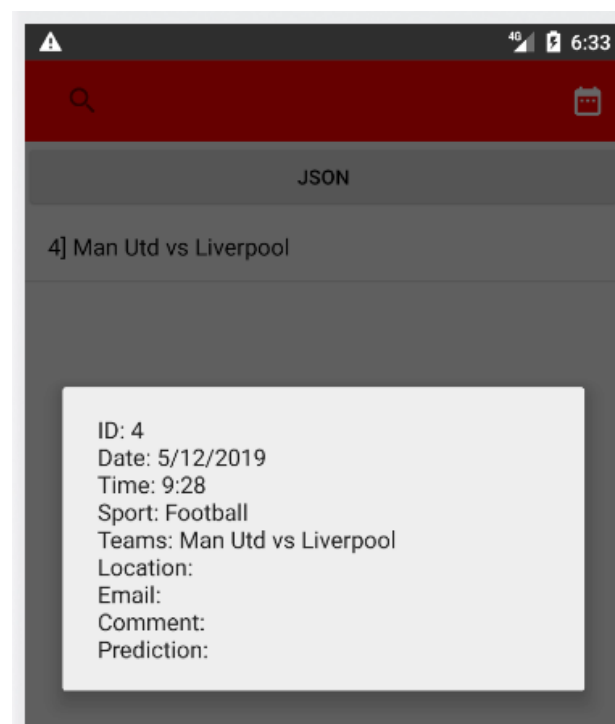 4G 6:33
JSON
4] Man Utd vs Liverpool
ID: 4
Date: 5/12/2019
Time: 9:28
Sport: Football
Teams: Man Utd vs Liverpool
Location:
Email:
Comment:
Prediction: